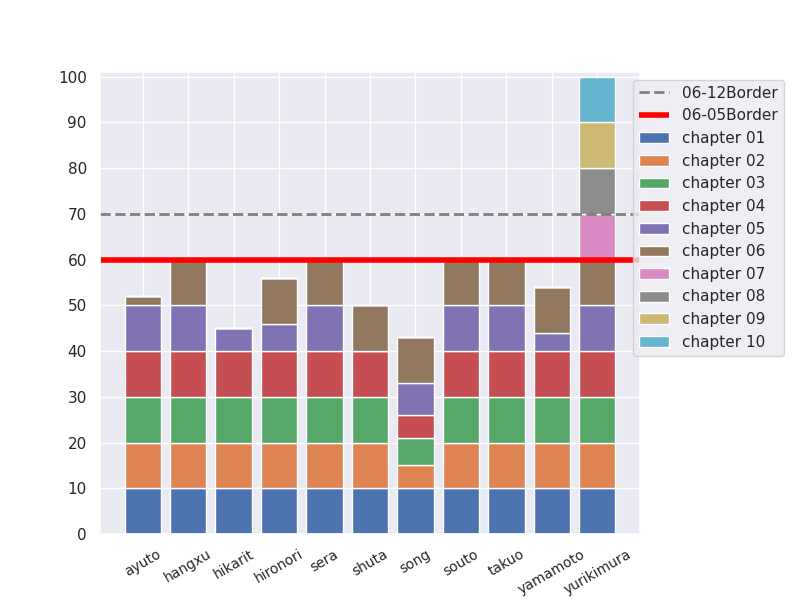 100
90
80
70
60
50
40
30
20
10
0
ayuto
hangxu
hikarit
hironori
sera
shuta
song
souto
takuo
yamamoto
yurikimura
06-12Border
06-05Border
chapter 01
chapter 02
chapter 03
chapter 04
chapter 05
chapter 06
chapter 07
chapter 08
chapter 09
chapter 10